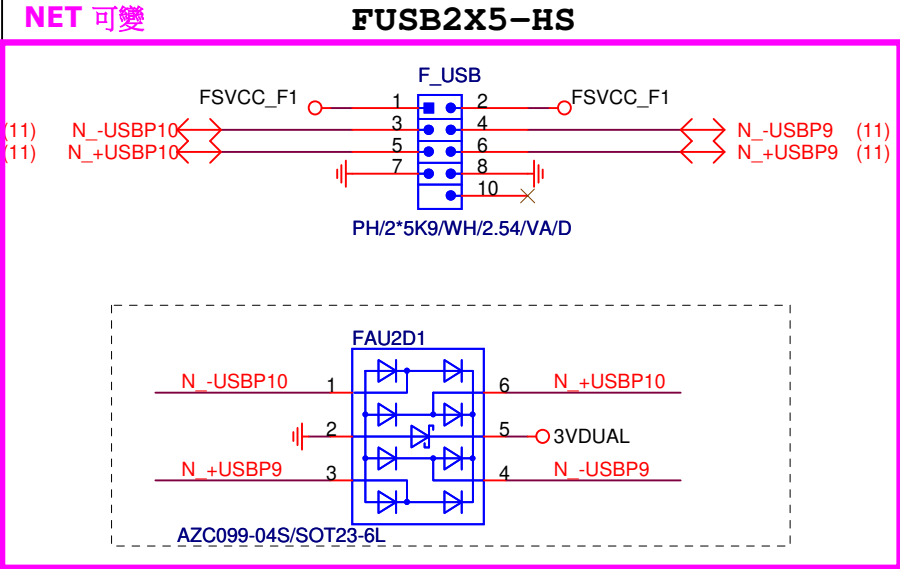 NET 可變 FUSB2X5-HS
F_USB
FSVCC_F1 1 2 FSVCC_F1
(11) N_-USBP10 3 4 N_-USBP9 (11)
(11) N_+USBP10 5 6 N_+USBP9 (11)
7 8
10
PH/2*5K9/WH/2.54/VA/D
FAU2D1
N_-USBP10 1 6 N_+USBP10
2 5 3VDUAL
N_+USBP9 3 4 N_-USBP9
AZC099-04S/SOT23-6L